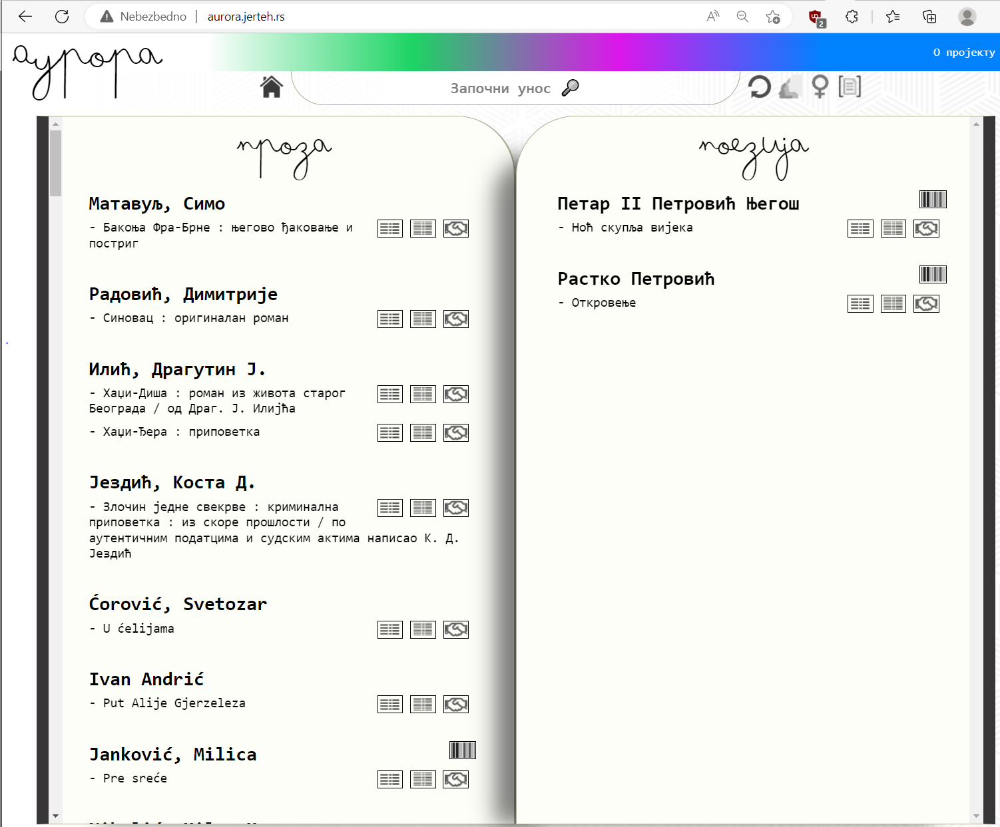 Nebezbedno | aurora.jerteh.rs
2
О пројекту
аурора
Започни унос
проза
Матавуљ, Симо
- Бакоња Фра-Брне : његово ђаковање и
постриг
Радовић, Димитрије
- Синовац : оригиналан роман
Илић, Драгутин Ј.
- Хаџи-Диша : роман из живота старог
Београда / од Драг. Ј. Илијћа
- Хаџи-Ђера : приповетка
Јездић, Коста Д.
- Злочин једне свекрве : криминална
приповетка : из скоре прошлости / по
аутентичним податцима и судским актима написао К. Д.
Јездић
Ćorović, Svetozar
- U ćelijama
Ivan Andrić
- Put Alije Gjerzeleza
Janković, Milica
- Pre sreće
поезија
Петар II Петровић Његош
- Ноћ скупља вијека
Растко Петровић
- Откровење